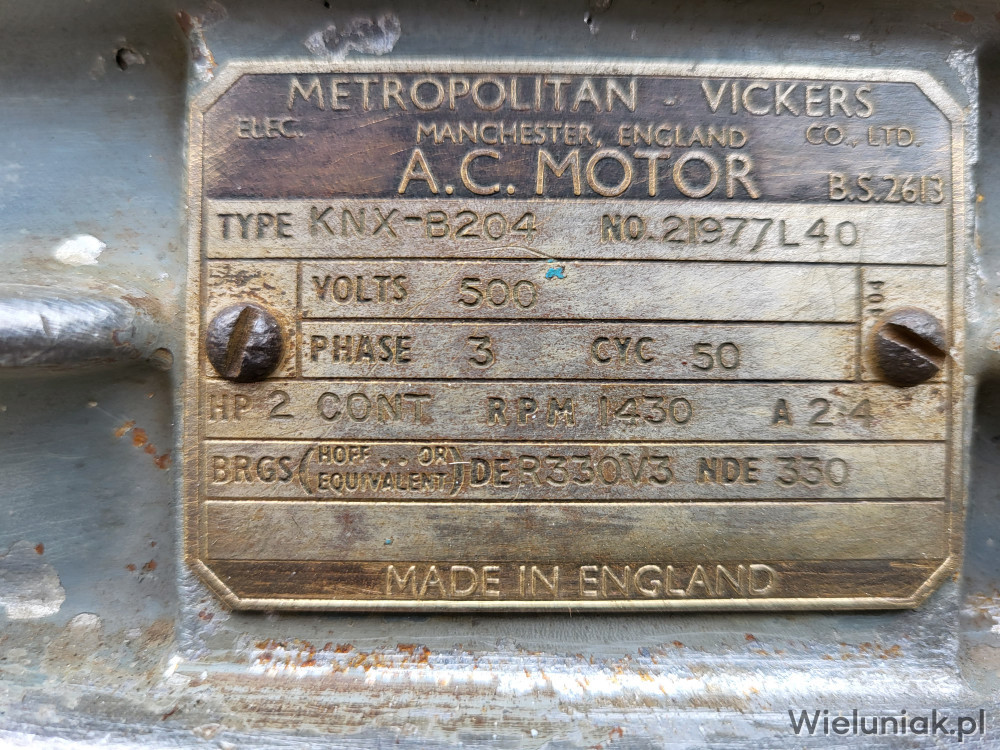 METROPOLITAN - VICKERS
ELEC. MANCHESTER, ENGLAND CO., LTD.
A.C. MOTOR B.S.2613
TYPE KNX-B204 NO. 21977L40
VOLTS 500
104
PHASE 3 CYC 50
HP 2 CONT RPM 1430 A 2·4
BRGS (HOFF OR EQUIVALENT) DE R330V3 NDE 330
MADE IN ENGLAND
Wieluniak.pl